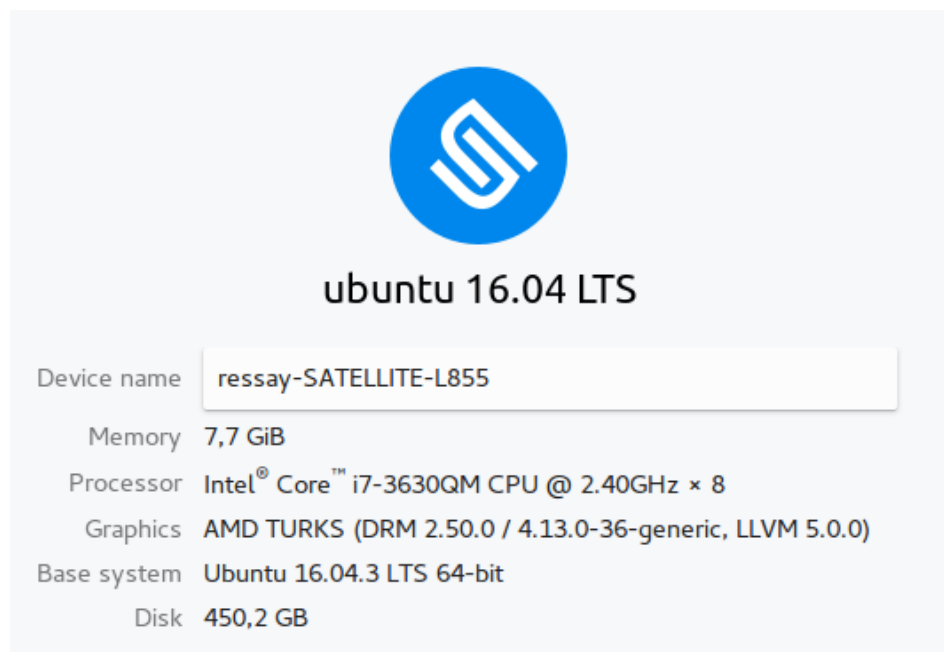 ubuntu 16.04 LTS
Device name ressay-SATELLITE-L855
Memory 7,7 GiB
Processor Intel® Core™ i7-3630QM CPU @ 2.40GHz × 8
Graphics AMD TURKS (DRM 2.50.0 / 4.13.0-36-generic, LLVM 5.0.0)
Base system Ubuntu 16.04.3 LTS 64-bit
Disk 450,2 GB